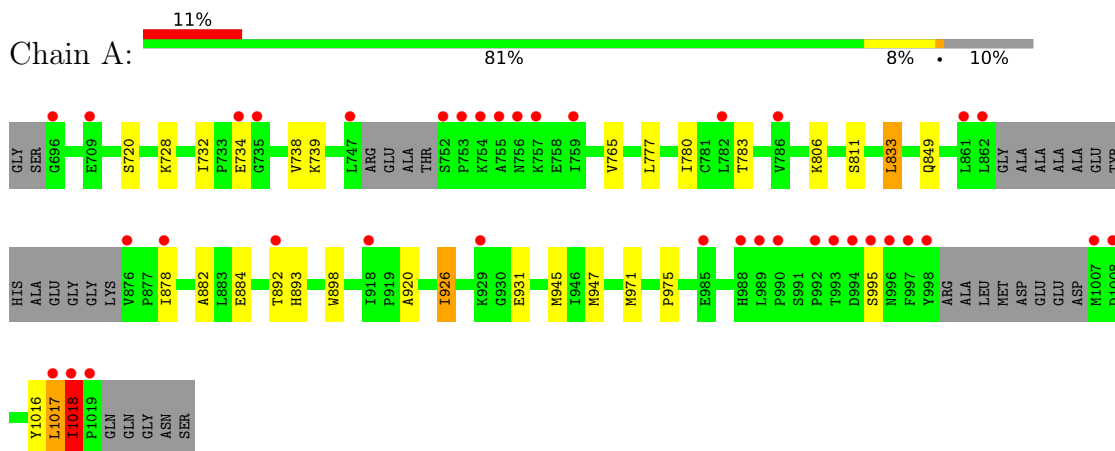 11%
Chain A:
81% 8% • 10%
GLY SER G696 E709 S720 K728 I732 P733 E734 G735 V738 K739 L747 ARG GLU ALA THR S752 P753 K754 A755 N756 K757 E758 I759 V765 L777 I780 C781 L782 T783 V786 K806 S811 L833 Q849 L861 L862 GLY ALA ALA ALA ALA GLU TYR
HIS ALA GLU GLY GLY LYS V876 P877 I878 A882 L883 E884 T892 H893 W898 I918 P919 A920 I926 K929 G930 E931 M945 I946 M947 M971 P975 E985 H988 L989 P990 S991 P992 T993 D994 S995 N996 F997 Y998 ARG ALA LEU MET ASP GLU GLU ASP M1007 D1008
Y1016 L1017 I1018 P1019 GLN GLN GLY ASN SER